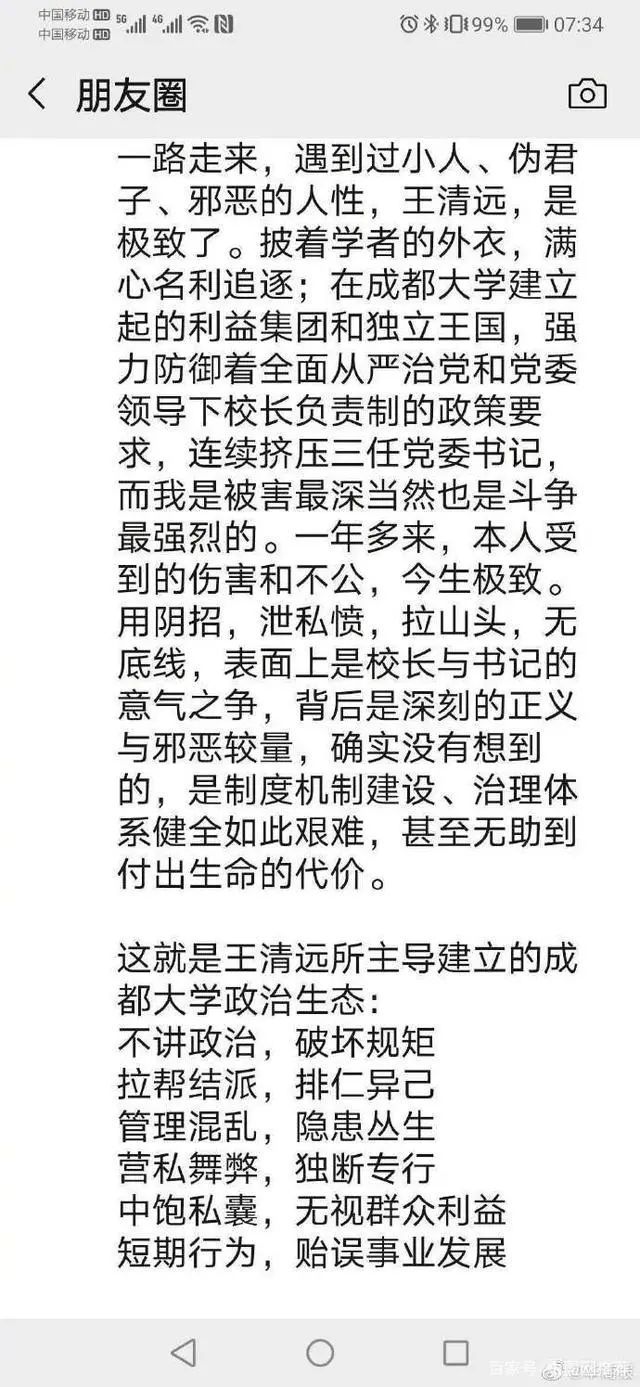 中国移动 HD 5G 4G 99% 07:34
中国移动 HD
朋友圈
一路走来，遇到过小人、伪君
子、邪恶的人性，王清远，是
极致了。披着学者的外衣，满
心名利追逐；在成都大学建立
起的利益集团和独立王国，强
力防御着全面从严治党和党委
领导下校长负责制的政策要
求，连续挤压三任党委书记，
而我是被害最深当然也是斗争
最强烈的。一年多来，本人受
到的伤害和不公，今生极致。
用阴招，泄私愤，拉山头，无
底线，表面上是校长与书记的
意气之争，背后是深刻的正义
与邪恶较量，确实没有想到
的，是制度机制建设、治理体
系健全如此艰难，甚至无助到
付出生命的代价。
这就是王清远所主导建立的成
都大学政治生态：
不讲政治，破坏规矩
拉帮结派，排仁异己
管理混乱，隐患丛生
营私舞弊，独断专行
中饱私囊，无视群众利益
短期行为，贻误事业发展
百家号